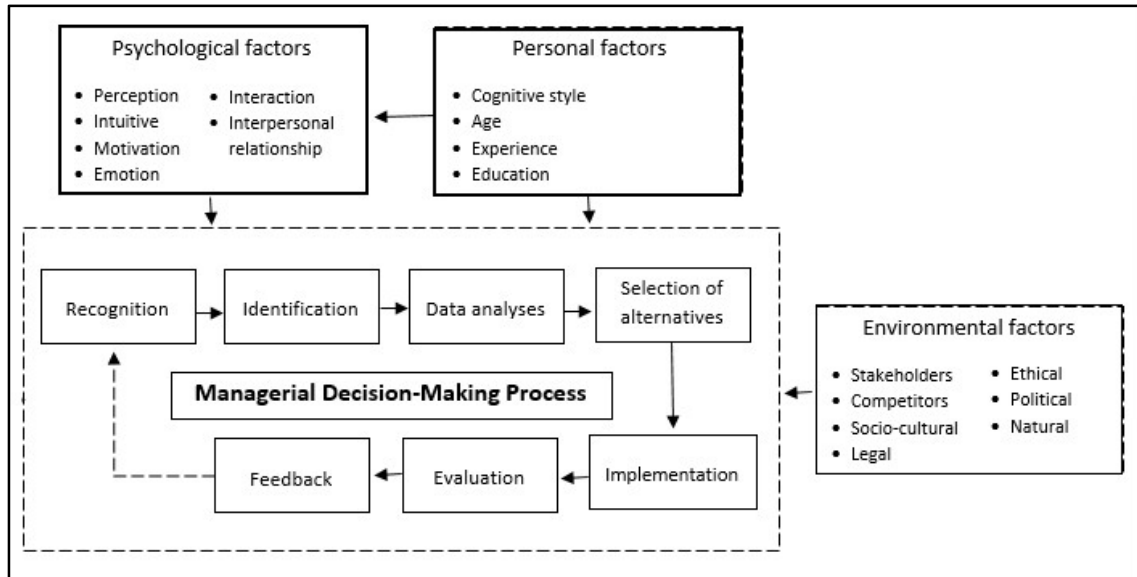 Psychological factors
• Perception
• Intuitive
• Motivation
• Emotion
• Interaction
• Interpersonal
relationship
Personal factors
• Cognitive style
• Age
• Experience
• Education
Recognition
Identification
Data analyses
Selection of
alternatives
Managerial Decision-Making Process
Feedback
Evaluation
Implementation
Environmental factors
• Stakeholders
• Competitors
• Socio-cultural
• Legal
• Ethical
• Political
• Natural